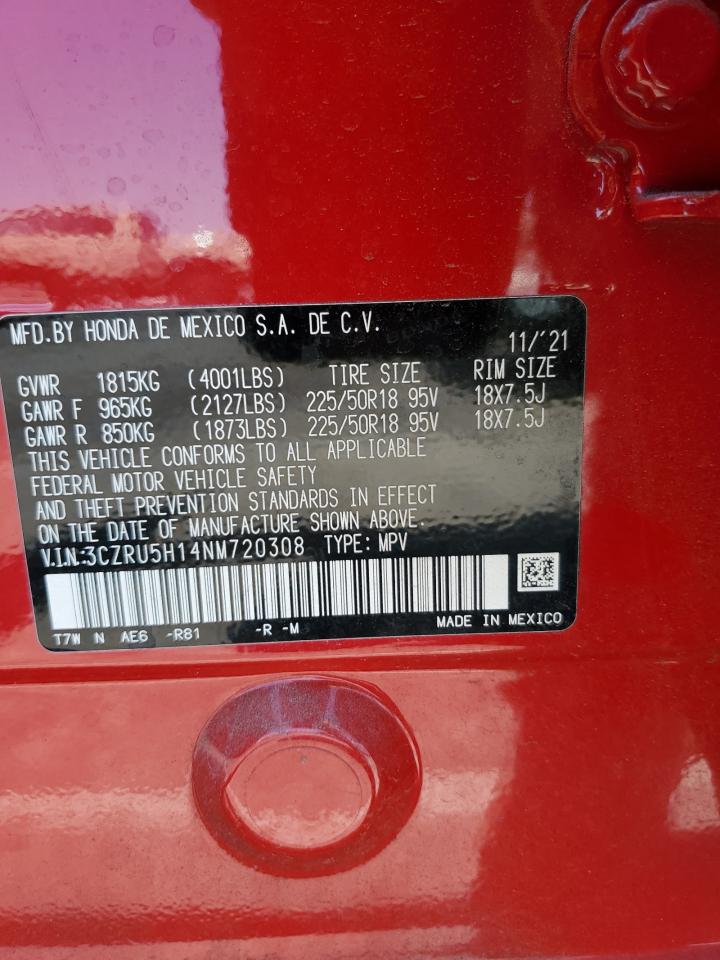 MFD.BY HONDA DE MEXICO S.A. DE C.V.
11/'21
GVWR 1815KG (4001LBS) TIRE SIZE RIM SIZE
GAWR F 965KG (2127LBS) 225/50R18 95V 18X7.5J
GAWR R 850KG (1873LBS) 225/50R18 95V 18X7.5J
THIS VEHICLE CONFORMS TO ALL APPLICABLE
FEDERAL MOTOR VEHICLE SAFETY
AND THEFT PREVENTION STANDARDS IN EFFECT
ON THE DATE OF MANUFACTURE SHOWN ABOVE.
V.I.N:3CZRU5H14NM720308 TYPE: MPV
T7W N AE6 -R81 -R -M MADE IN MEXICO